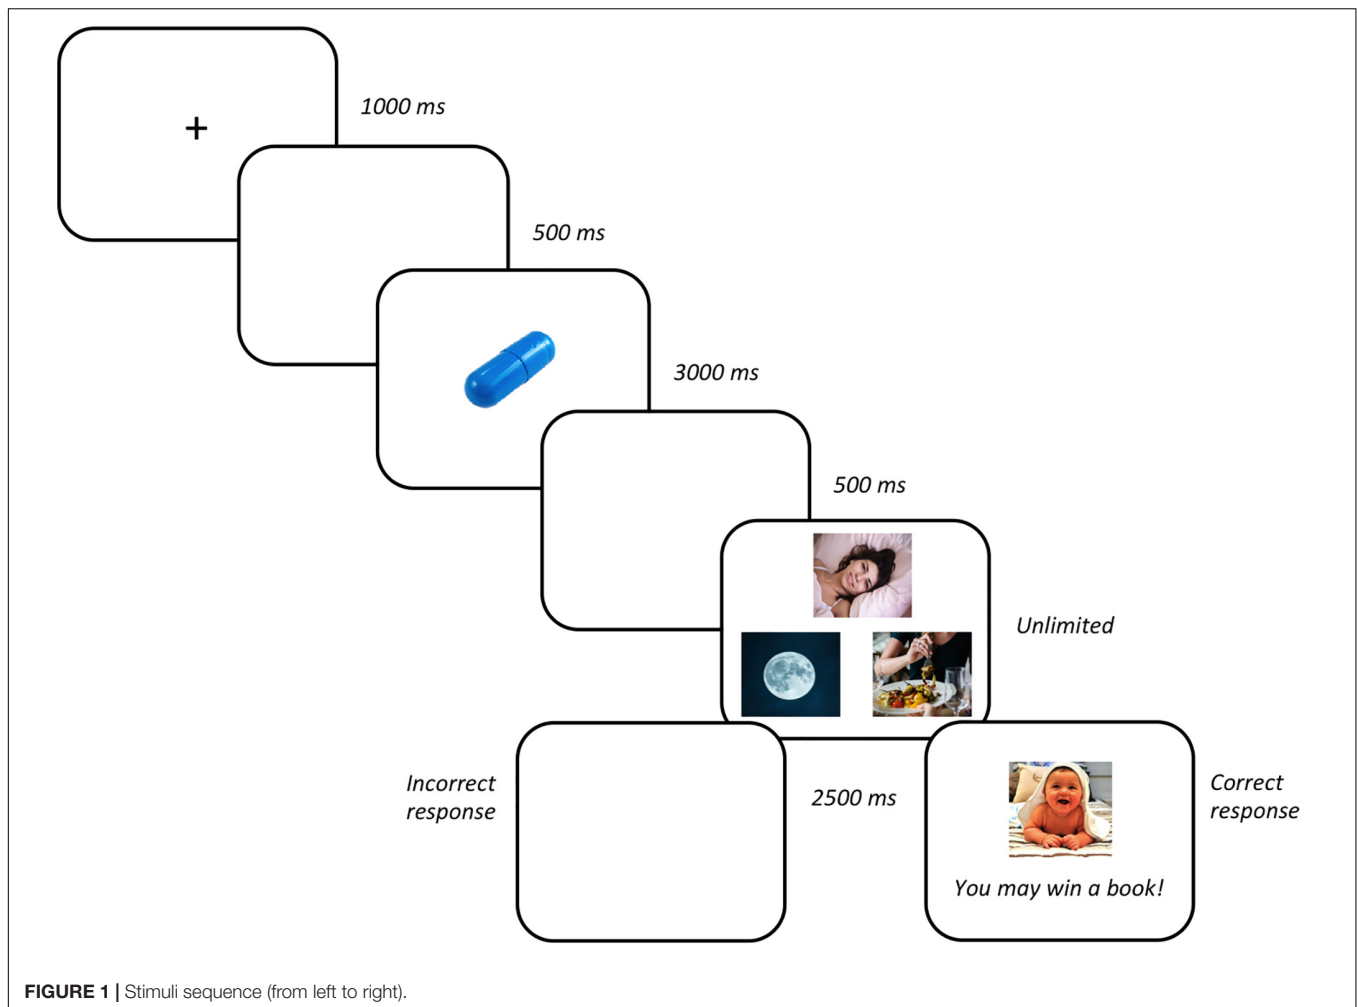 +
1000 ms
500 ms
3000 ms
500 ms
Unlimited
Incorrect
response
2500 ms
Correct
response
You may win a book!
FIGURE 1 | Stimuli sequence (from left to right).